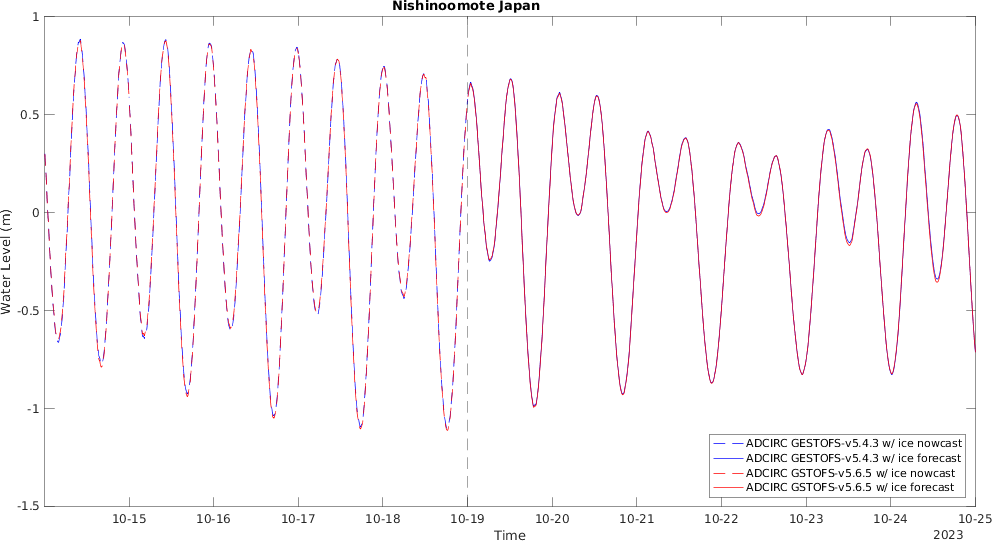 Nishinoomote Japan
Water Level (m)
1
0.5
0
-0.5
-1
-1.5
ADCIRC GESTOFS-v5.4.3 w/ ice nowcast
ADCIRC GESTOFS-v5.4.3 w/ ice forecast
ADCIRC GSTOFS-v5.6.5 w/ ice nowcast
ADCIRC GSTOFS-v5.6.5 w/ ice forecast
10-15 10-16 10-17 10-18 10-19 10-20 10-21 10-22 10-23 10-24 10-25
Time
2023